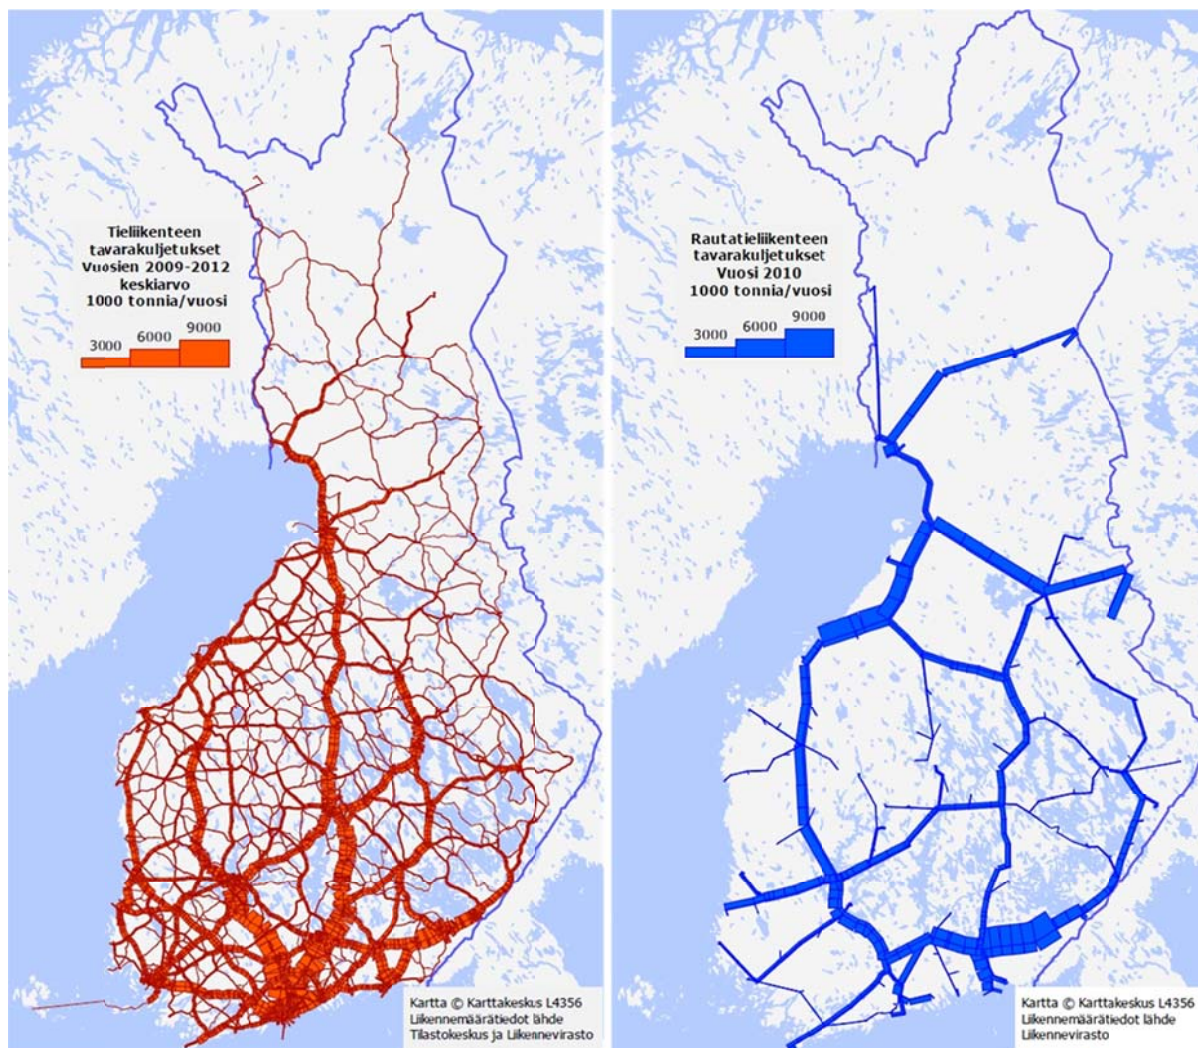 Tieliikenteen
tavarakuljetukset
Vuosien 2009-2012
keskiarvo
1000 tonnia/vuosi
3000 6000 9000
Kartta © Karttakeskus L4356
Liikennemäärätiedot lähde
Tilastokeskus ja Liikennevirasto
Rautatieliikenteen
tavarakuljetukset
Vuosi 2010
1000 tonnia/vuosi
3000 6000 9000
Kartta © Karttakeskus L4356
Liikennemäärätiedot lähde
Liikennevirasto